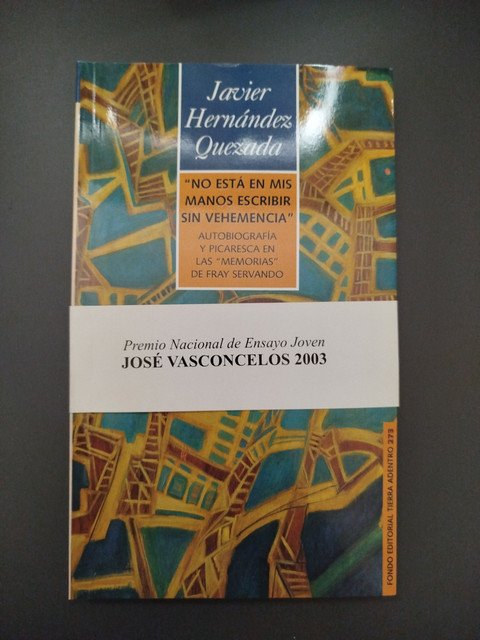 Javier
Hernández
Quezada
"NO ESTÁ EN MIS
MANOS ESCRIBIR
SIN VEHEMENCIA"
AUTOBIOGRAFÍA
Y PICARESCA EN
LAS "MEMORIAS"
DE FRAY SERVANDO
Premio Nacional de Ensayo Joven
JOSÉ VASCONCELOS 2003
FONDO EDITORIAL TIERRA ADENTRO 273